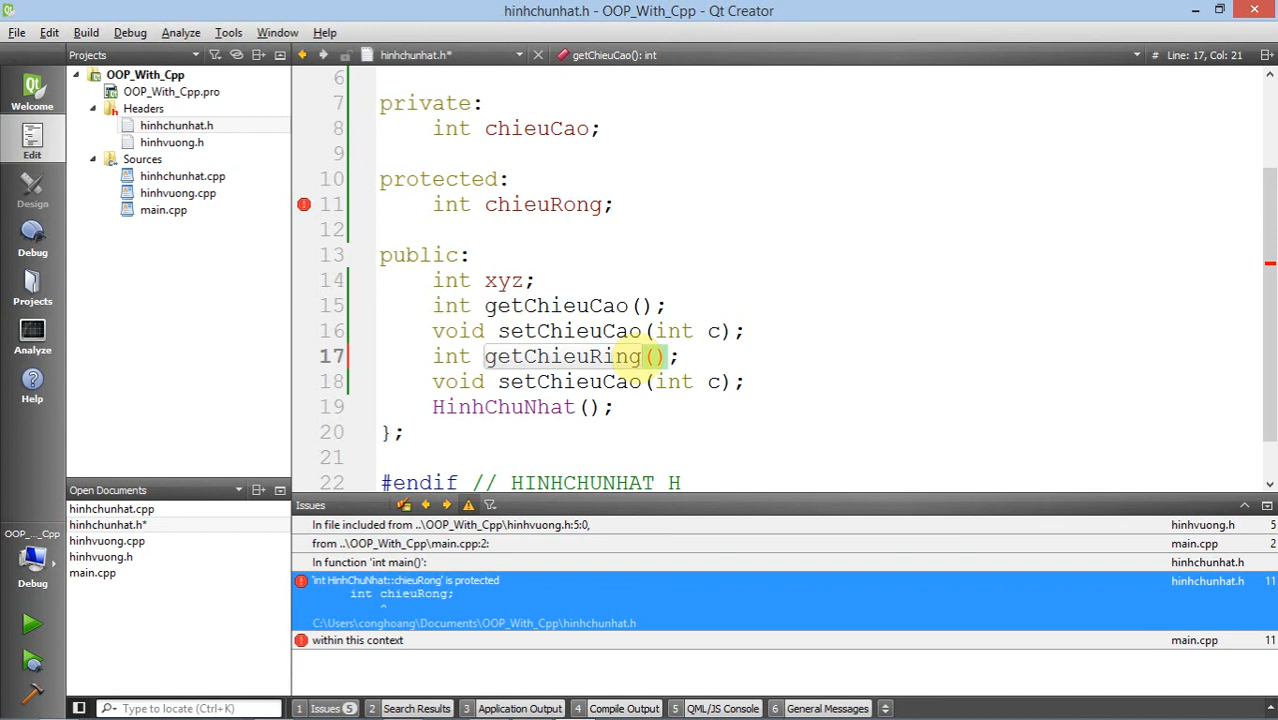 hinhchunhat.h - OOP_With_Cpp - Qt Creator
File Edit Build Debug Analyze Tools Window Help
Projects hinhchunhat.h* getChieuCao(): int # Line: 17, Col: 21
Welcome
Edit
Design
Debug
Projects
Analyze
Help
OOP_..._Cpp
Debug
OOP_With_Cpp
OOP_With_Cpp.pro
Headers
hinhchunhat.h
hinhvuong.h
Sources
hinhchunhat.cpp
hinhvuong.cpp
main.cpp
Open Documents
hinhchunhat.cpp
hinhchunhat.h*
hinhvuong.cpp
hinhvuong.h
main.cpp
6
7 private:
8 int chieuCao;
9
10 protected:
11 int chieuRong;
12
13 public:
14 int xyz;
15 int getChieuCao();
16 void setChieuCao(int c);
17 int getChieuRing();
18 void setChieuCao(int c);
19 HinhChuNhat();
20 };
21
22 #endif // HINHCHUNHAT_H
Issues
In file included from ..\OOP_With_Cpp\hinhvuong.h:5:0, hinhvuong.h 5
from ..\OOP_With_Cpp\main.cpp:2: main.cpp 2
In function 'int main()': hinhchunhat.h
'int HinhChuNhat::chieuRong' is protected hinhchunhat.h 11
int chieuRong;
^
C:\Users\conghoang\Documents\OOP_With_Cpp\hinhchunhat.h
within this context main.cpp 11
Type to locate (Ctrl+K) 1 Issues 5 2 Search Results 3 Application Output 4 Compile Output 5 QML/JS Console 6 General Messages